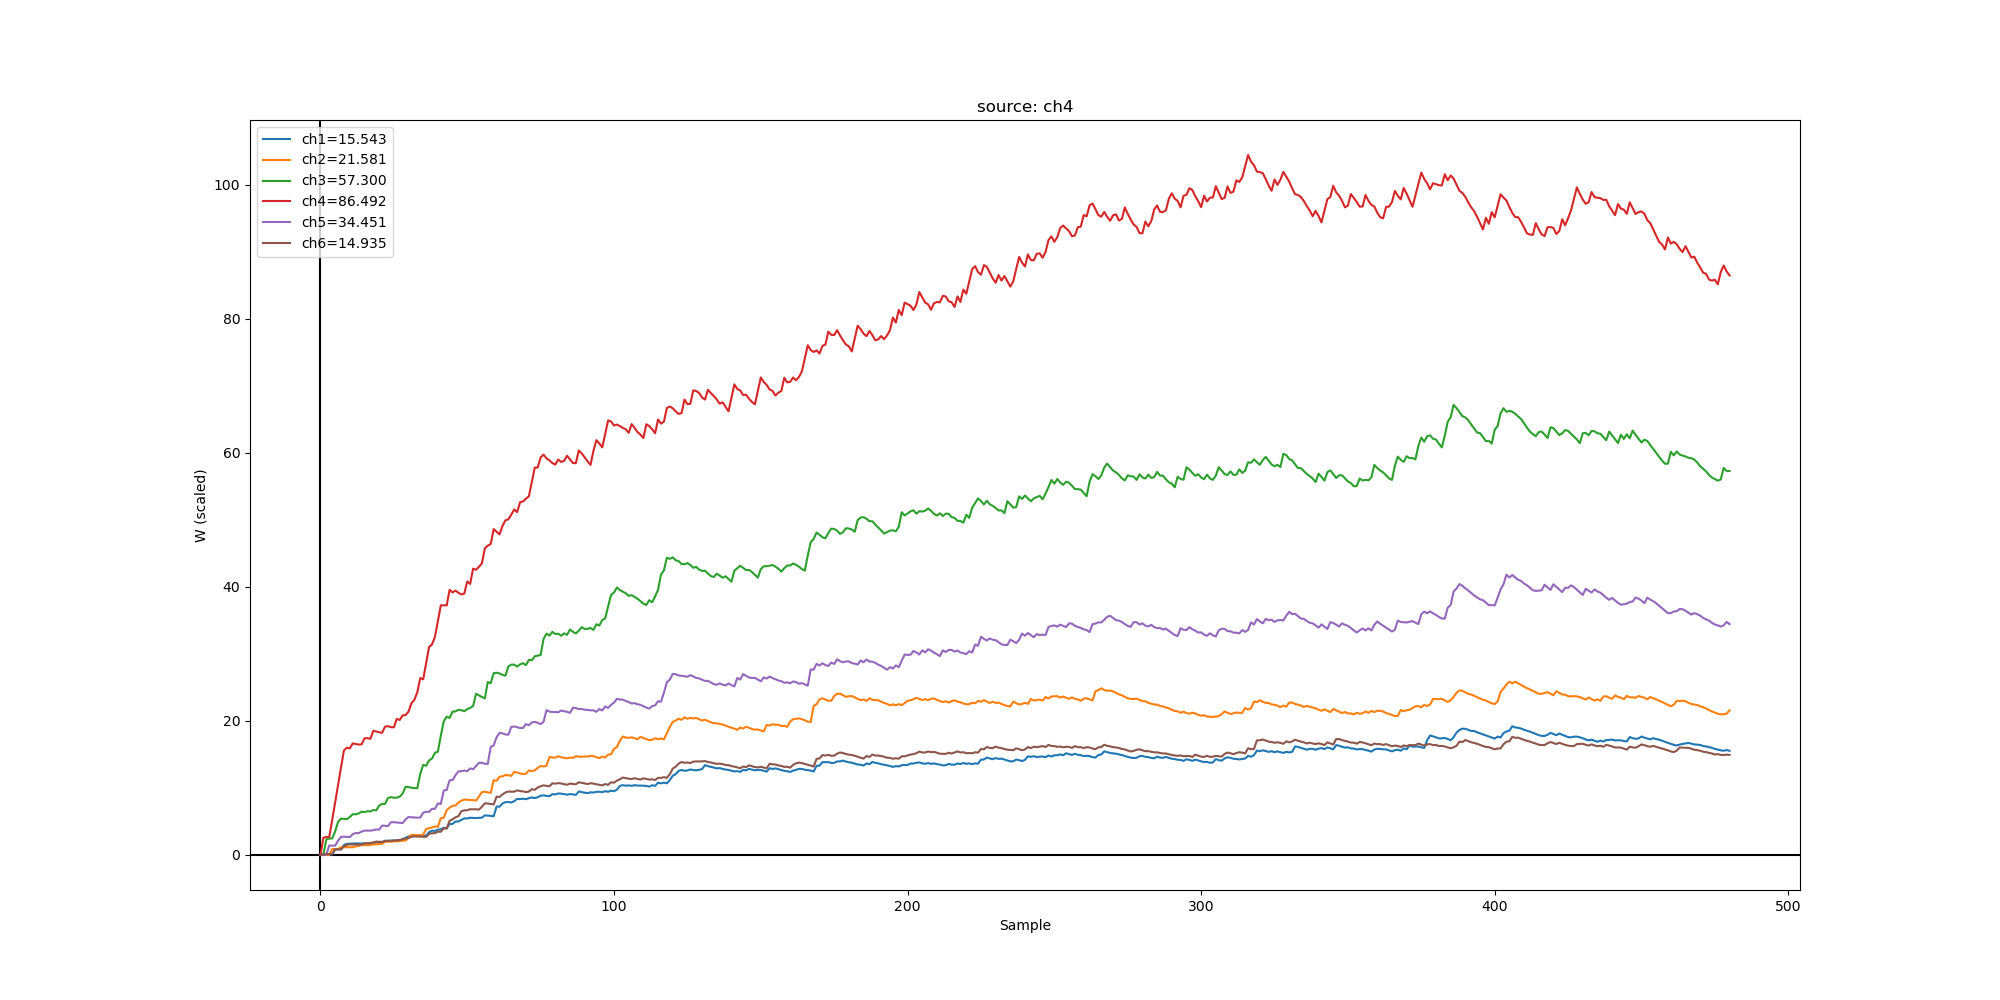 source: ch4
ch1=15.543
ch2=21.581
ch3=57.300
ch4=86.492
ch5=34.451
ch6=14.935
W (scaled)
100
80
60
40
20
0
0 100 200 300 400 500
Sample